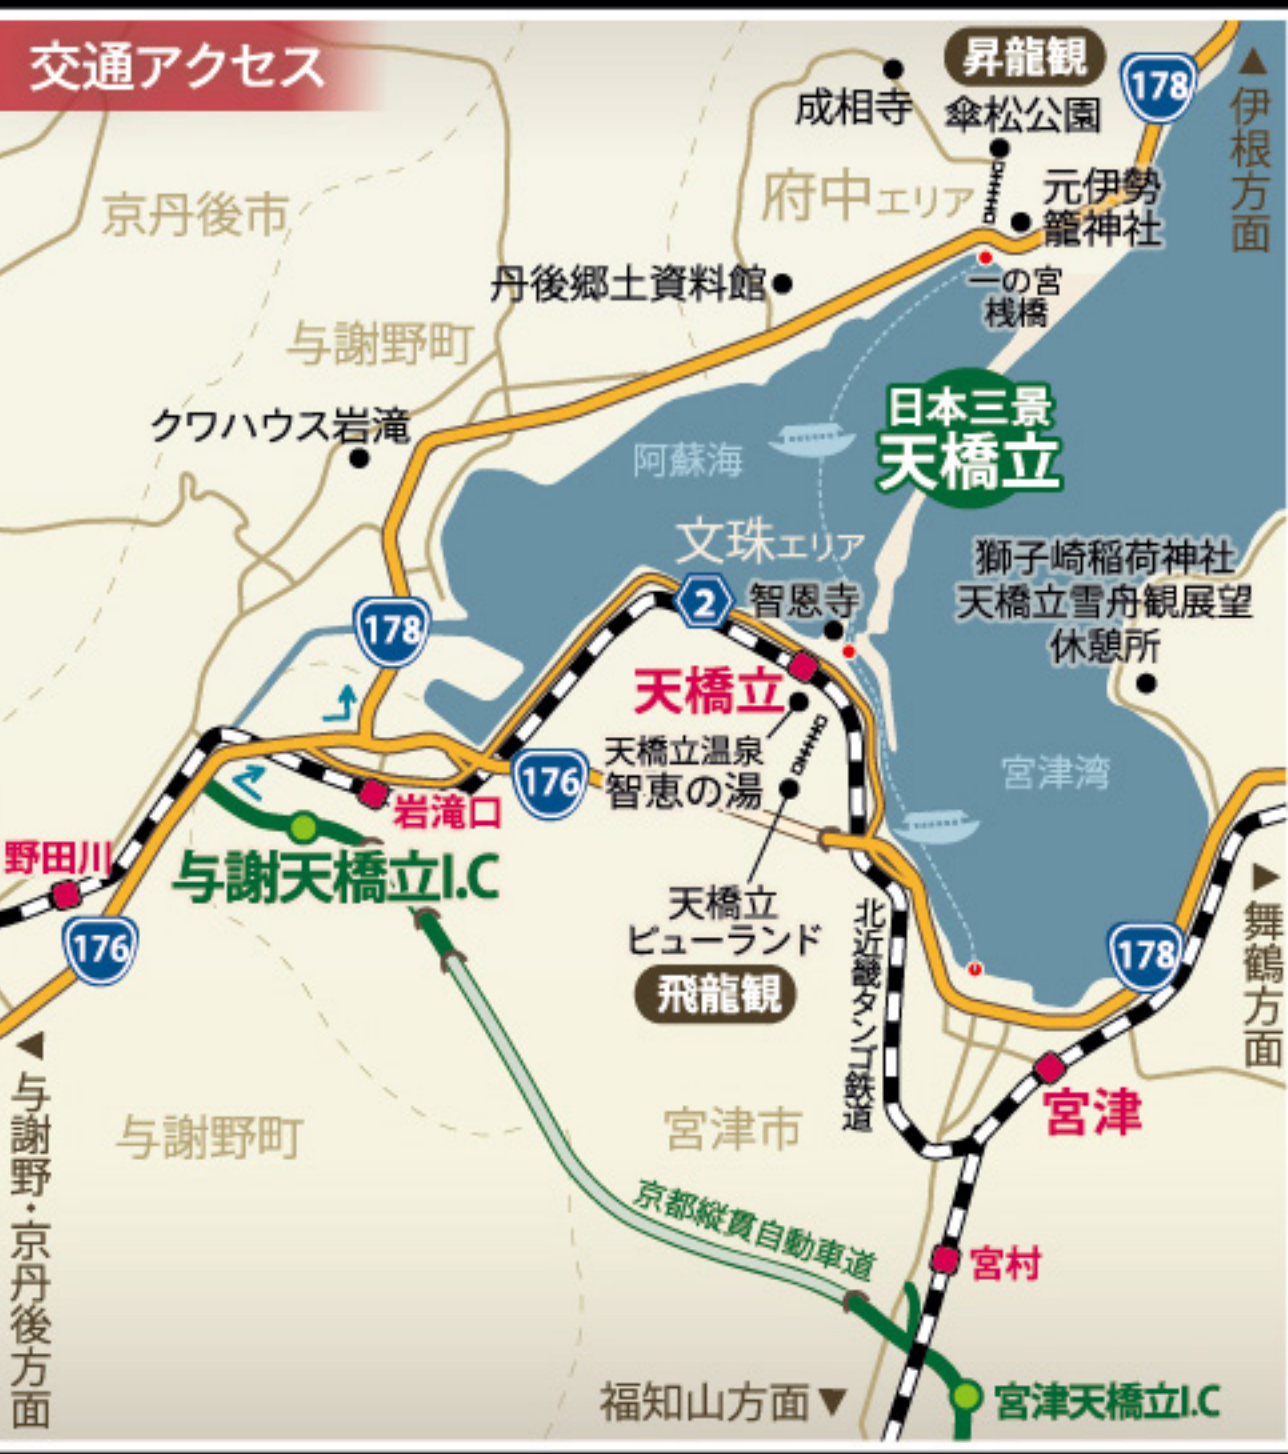 交通アクセス
昇龍観
178
成相寺
傘松公園
伊根方面
京丹後市
府中エリア
元伊勢
籠神社
丹後郷土資料館
一の宮
桟橋
与謝野町
日本三景
天橋立
クワハウス岩滝
阿蘇海
文珠エリア
獅子崎稲荷神社
天橋立雪舟観展望
休憩所
2
智恩寺
178
天橋立
天橋立温泉
智恵の湯
宮津湾
176
岩滝口
野田川
与謝天橋立I.C
天橋立
ビューランド
飛龍観
北近畿タンゴ鉄道
176
178
舞鶴方面
与謝野・京丹後方面
与謝野町
宮津市
宮津
京都縦貫自動車道
宮村
福知山方面
宮津天橋立I.C